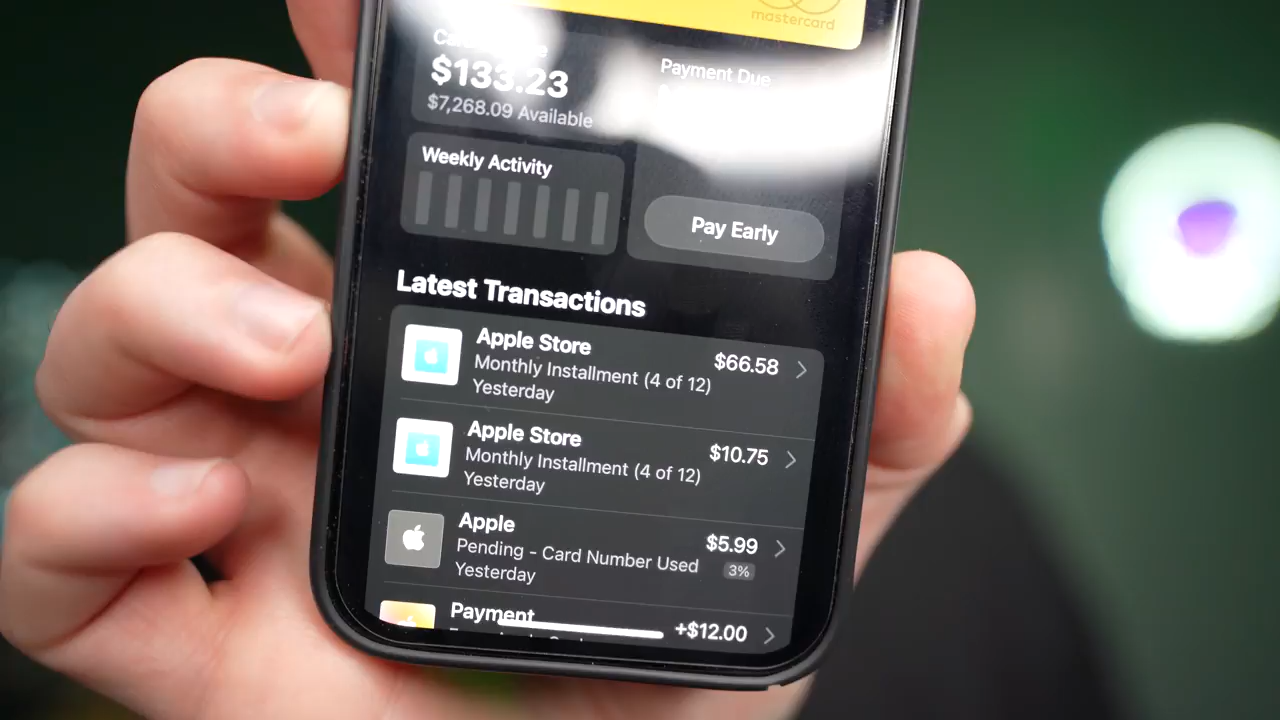 mastercard
$133.23
$7,268.09 Available
Payment Due
Weekly Activity
Pay Early
Latest Transactions
Apple Store
$66.58
Monthly Installment (4 of 12)
Yesterday
Apple Store
$10.75
Monthly Installment (4 of 12)
Yesterday
Apple
$5.99
Pending - Card Number Used
3%
Yesterday
Payment
+$12.00